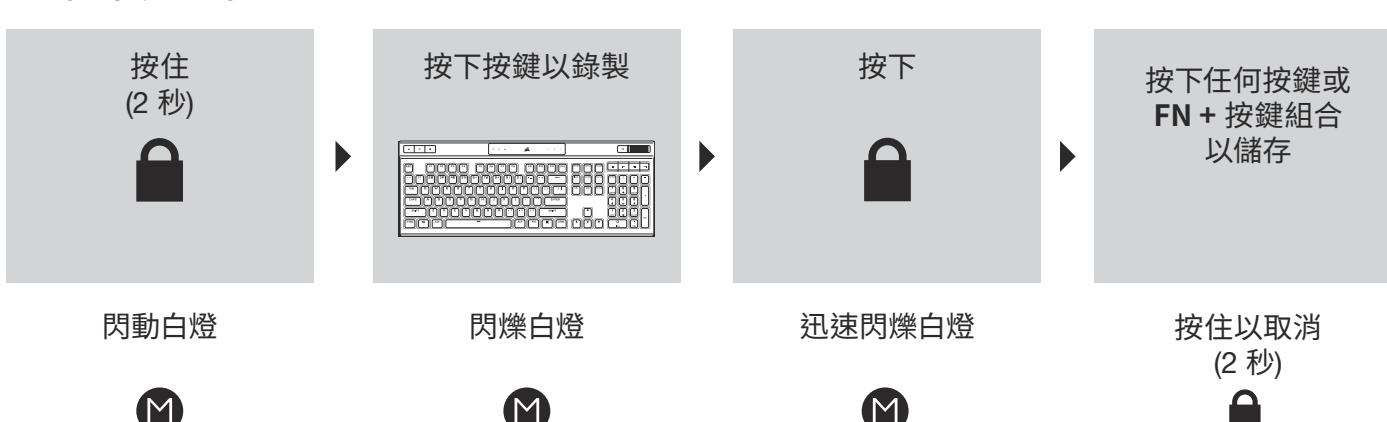 按住
(2 秒)
按下按鍵以錄製
按下
按下任何按鍵或
FN + 按鍵組合
以儲存
閃動白燈
閃爍白燈
迅速閃爍白燈
按住以取消
(2 秒)
M
M
M